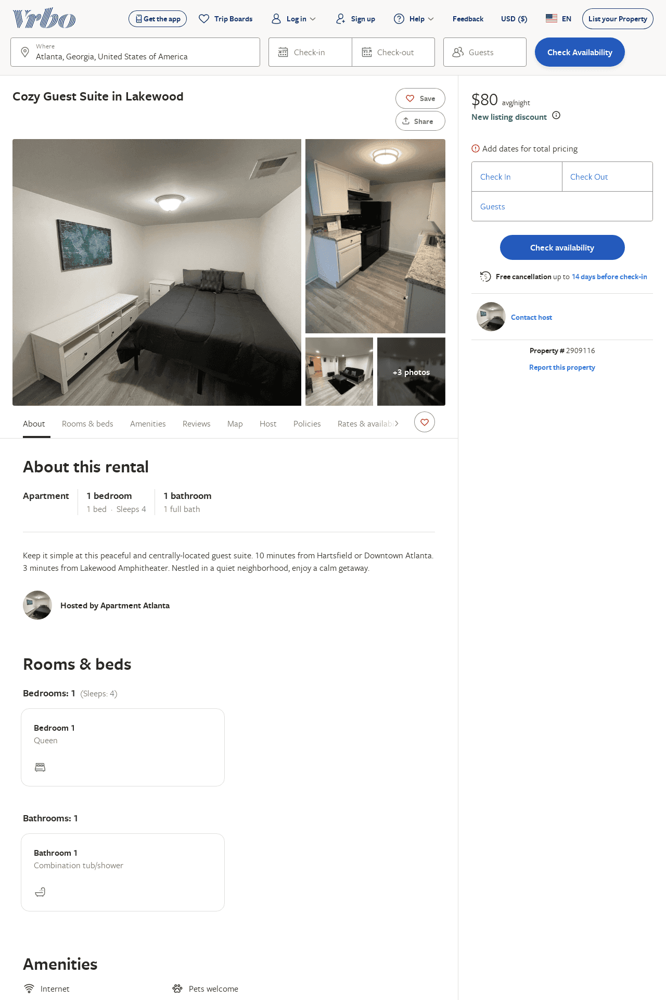 Vrbo
Get the app
Trip Boards
Log in
Sign up
Help
Feedback
USD ($)
EN
List your Property
Where
Atlanta, Georgia, United States of America
Check-in
Check-out
Guests
Check Availability
Cozy Guest Suite in Lakewood
Save
Share
+3 photos
$80 avg/night
New listing discount
Add dates for total pricing
Check In
Check Out
Guests
Check availability
Free cancellation up to 14 days before check-in
Contact host
Property # 2909116
Report this property
About
Rooms & beds
Amenities
Reviews
Map
Host
Policies
Rates & availabi
About this rental
Apartment
1 bedroom
1 bed · Sleeps 4
1 bathroom
1 full bath
Keep it simple at this peaceful and centrally-located guest suite. 10 minutes from Hartsfield or Downtown Atlanta.
3 minutes from Lakewood Amphitheater. Nestled in a quiet neighborhood, enjoy a calm getaway.
Hosted by Apartment Atlanta
Rooms & beds
Bedrooms: 1 (Sleeps: 4)
Bedroom 1
Queen
Bathrooms: 1
Bathroom 1
Combination tub/shower
Amenities
Internet
Pets welcome